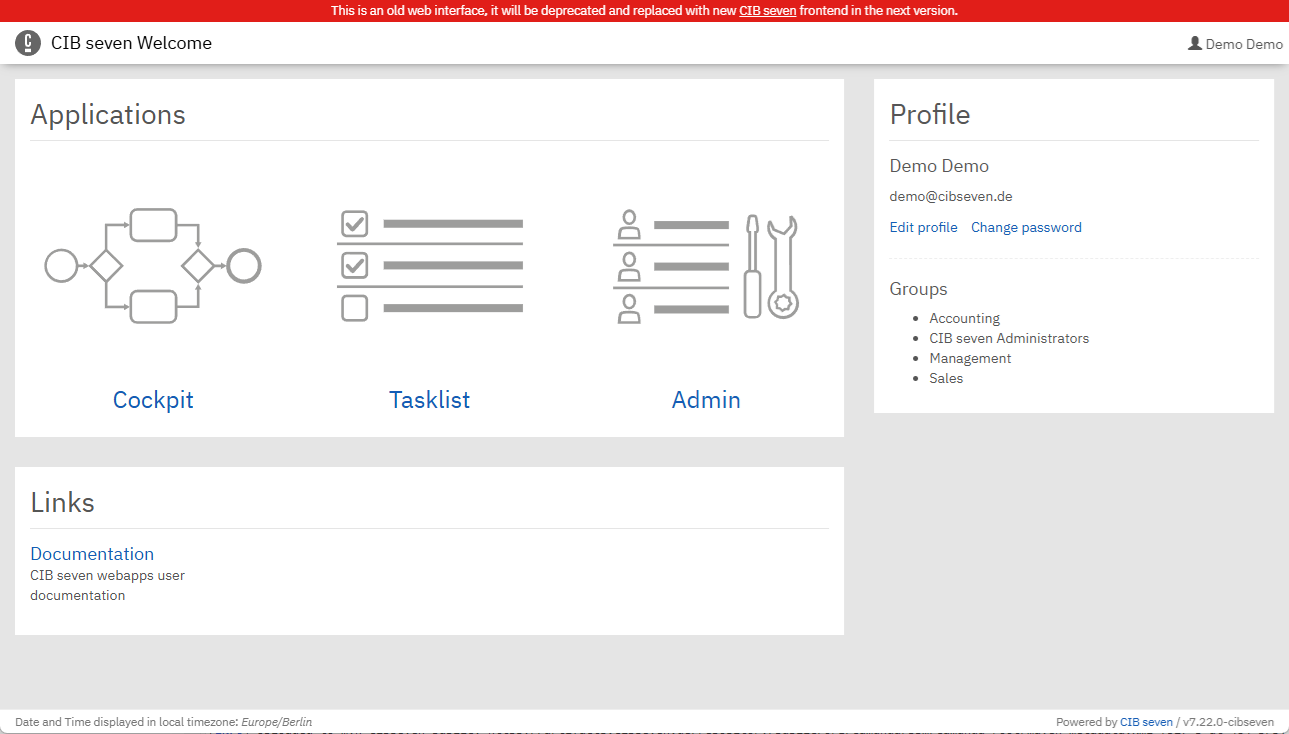 This is an old web interface, it will be deprecated and replaced with new CIB seven frontend in the next version.
CIB seven Welcome
Demo Demo
Applications
Cockpit
Tasklist
Admin
Profile
Demo Demo
demo@cibseven.de
Edit profile Change password
Groups
Accounting
CIB seven Administrators
Management
Sales
Links
Documentation
CIB seven webapps user
documentation
Date and Time displayed in local timezone: Europe/Berlin
Powered by CIB seven / v7.22.0-cibseven